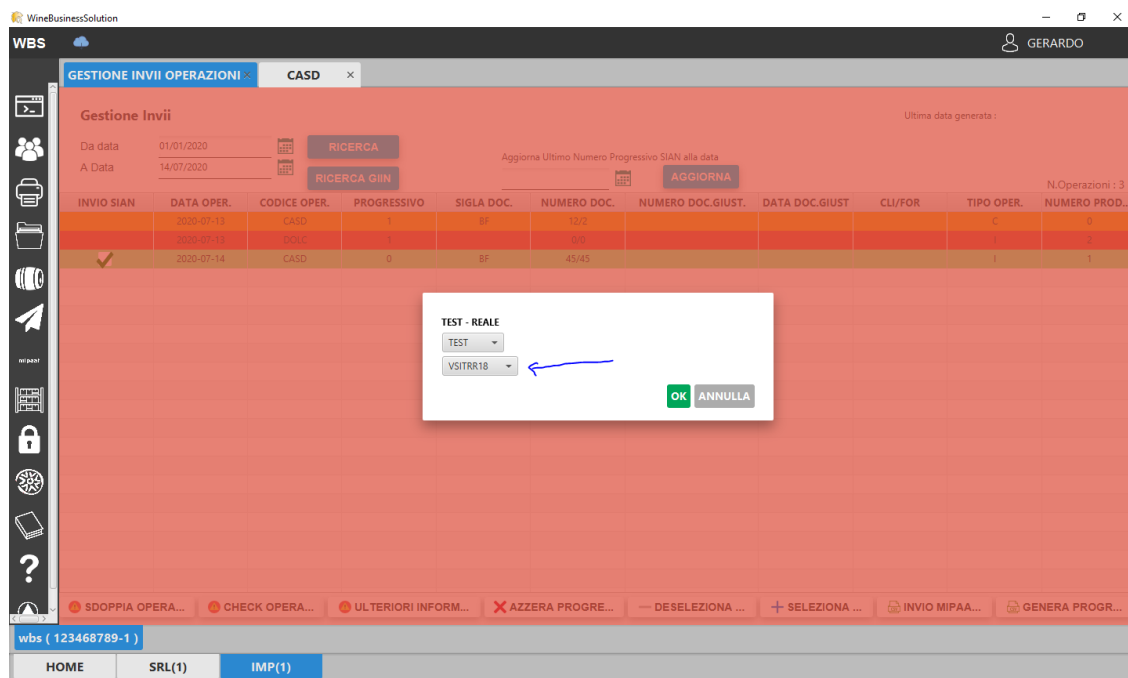 WineBusinessSolution
WBS
GERARDO
GESTIONE INVII OPERAZIONI ×
CASD ×
Gestione Invii
Ultima data generata :
Da data 01/01/2020
RICERCA
Aggiorna Ultimo Numero Progressivo SIAN alla data
A Data 14/07/2020
RICERCA GIIN
AGGIORNA
N.Operazioni : 3
INVIO SIAN DATA OPER. CODICE OPER. PROGRESSIVO SIGLA DOC. NUMERO DOC. NUMERO DOC.GIUST. DATA DOC.GIUST CLI/FOR TIPO OPER. NUMERO PROD..
2020-07-13 CASD 1 BF 12/2 C 0
2020-07-13 DOLC 1 0/0 I 2
2020-07-14 CASD 0 BF 45/45 I 1
TEST - REALE
TEST
VSITRR18
OK ANNULLA
mipaaf
SDOPPIA OPERA... CHECK OPERA... ULTERIORI INFORM... AZZERA PROGRE... DESELEZIONA ... SELEZIONA ... INVIO MIPAA... GENERA PROGR...
wbs ( 123468789-1 )
HOME SRL(1) IMP(1)